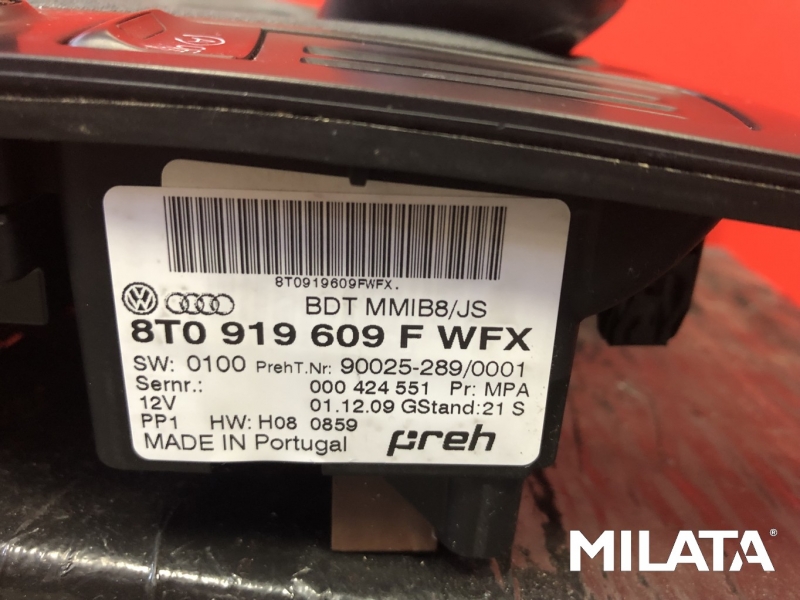 8T0919609FWFX.
BDT MMIB8/JS
8T0 919 609 F WFX
SW: 0100 PrehT.Nr: 90025-289/0001
Sernr.: 000 424 551 Pr: MPA
12V 01.12.09 GStand:21 S
PP1 HW: H08 0859
MADE IN Portugal preh
MILATA®